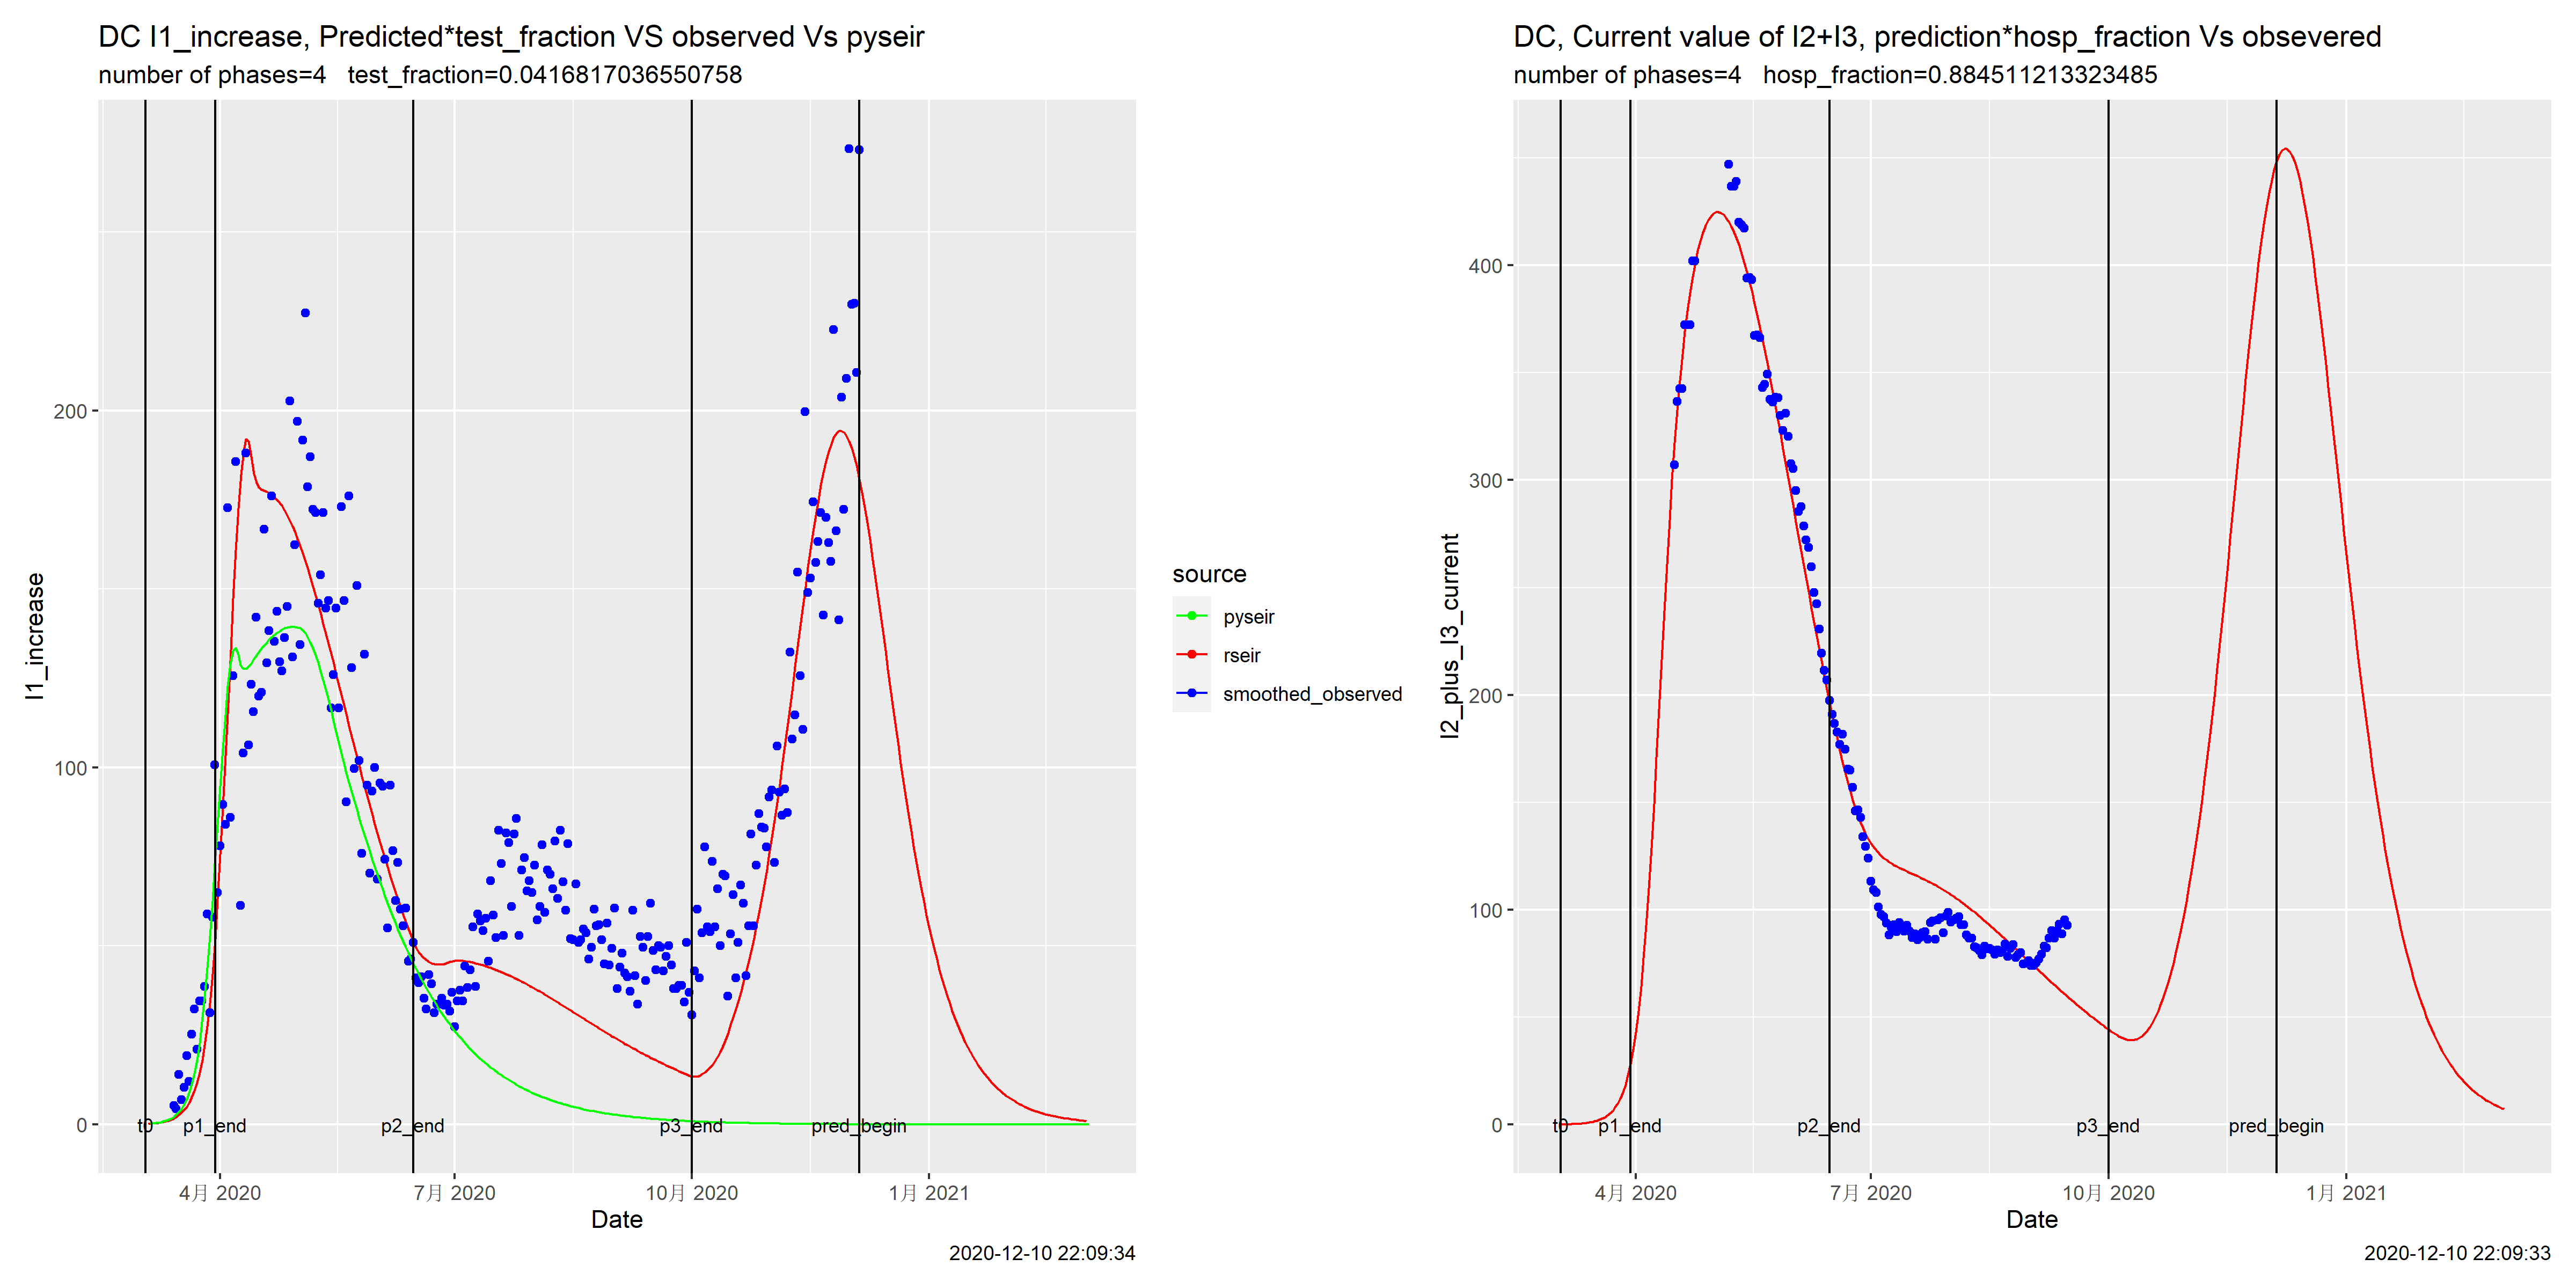 DC I1_increase, Predicted*test_fraction VS observed Vs pyseir
number of phases=4 test_fraction=0.0416817036550758
I1_increase
200
100
0
t0
p1_end
p2_end
p3_end
pred_begin
4月 2020
7月 2020
10月 2020
1月 2021
Date
2020-12-10 22:09:34
source
pyseir
rseir
smoothed_observed
DC, Current value of I2+I3, prediction*hosp_fraction Vs obsevered
number of phases=4 hosp_fraction=0.884511213323485
I2_plus_I3_current
400
300
200
100
0
t0
p1_end
p2_end
p3_end
pred_begin
4月 2020
7月 2020
10月 2020
1月 2021
Date
2020-12-10 22:09:33